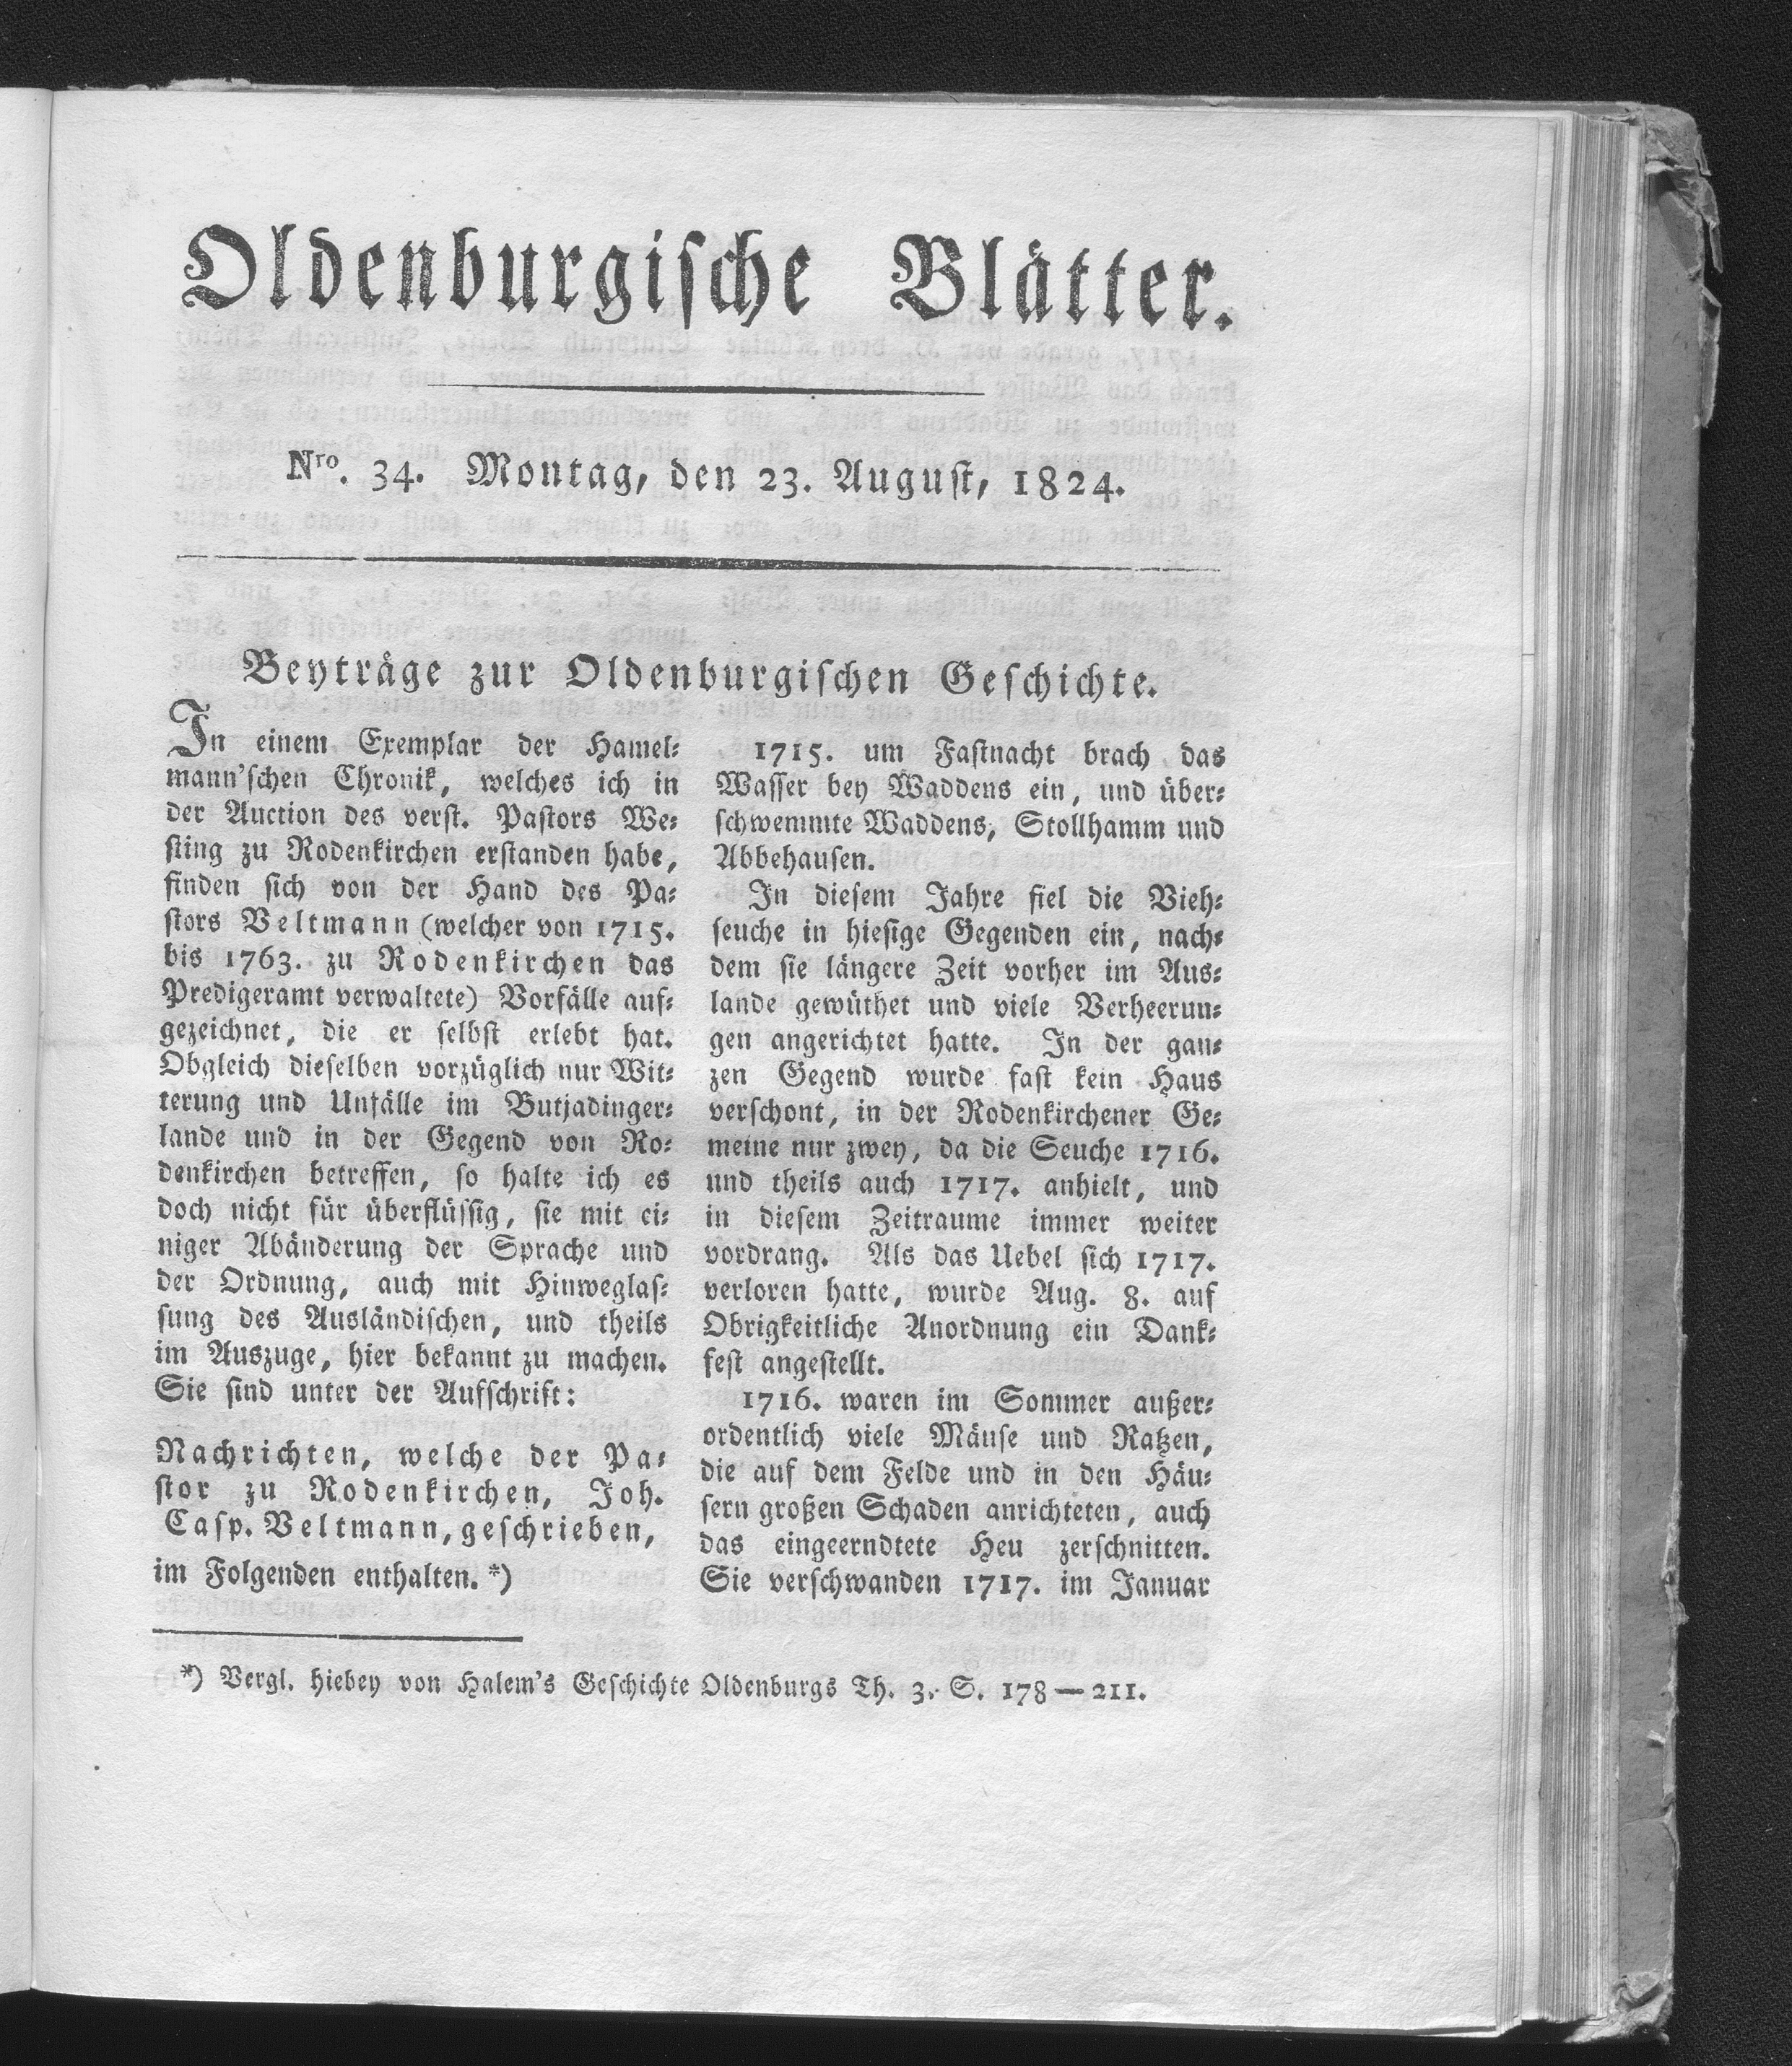 Oldenburgische Blätter.
Nro. 34. Montag, den 23. August, 1824.
Beyträge zur Oldenburgischen Geschichte.
In einem Exemplar der Hamel-
mann'schen Chronik, welches ich in
der Auction des verst. Pastors We-
sting zu Rodenkirchen erstanden habe,
finden sich von der Hand des Pa-
stors Veltmann (welcher von 1715.
bis 1763. zu Rodenkirchen das
Predigeramt verwaltete) Vorfälle auf-
gezeichnet, die er selbst erlebt hat.
Obgleich dieselben vorzüglich nur Wit-
terung und Unfälle im Butjadinger-
lande und in der Gegend von Ro-
denkirchen betreffen, so halte ich es
doch nicht für überflüssig, sie mit ei-
niger Abänderung der Sprache und
der Ordnung, auch mit Hinweglas-
sung des Ausländischen, und theils
im Auszuge, hier bekannt zu machen.
Sie sind unter der Aufschrift:
Nachrichten, welche der Pa-
stor zu Rodenkirchen, Joh.
Casp. Veltmann, geschrieben,
im Folgenden enthalten. *)
1715. um Fastnacht brach das
Wasser bey Waddens ein, und über-
schwemmte Waddens, Stollhamm und
Abbehausen.
In diesem Jahre fiel die Vieh-
seuche in hiesige Gegenden ein, nach-
dem sie längere Zeit vorher im Aus-
lande gewüthet und viele Verheerun-
gen angerichtet hatte. In der gan-
zen Gegend wurde fast kein Haus
verschont, in der Rodenkirchener Ge-
meine nur zwey, da die Seuche 1716.
und theils auch 1717. anhielt, und
in diesem Zeitraume immer weiter
vordrang. Als das Uebel sich 1717.
verloren hatte, wurde Aug. 8. auf
Obrigkeitliche Anordnung ein Dank-
fest angestellt.
1716. waren im Sommer außer-
ordentlich viele Mäuse und Ratzen,
die auf dem Felde und in den Häu-
sern großen Schaden anrichteten, auch
das eingeerndtete Heu zerschnitten.
Sie verschwanden 1717. im Januar
*) Vergl. hiebey von Halem's Geschichte Oldenburgs Th. 3. S. 178—211.